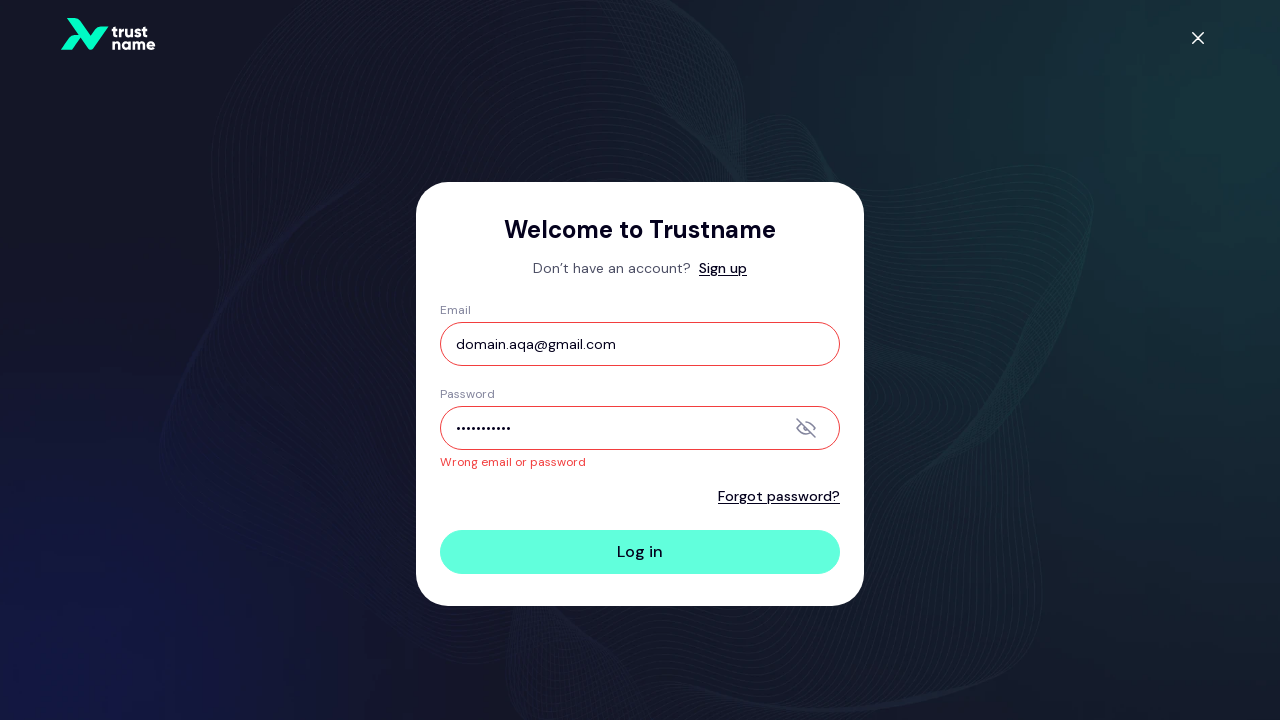 trust
name
Welcome to Trustname
Don’t have an account? Sign up
Email
domain.aqa@gmail.com
Password
•••••••••••
Wrong email or password
Forgot password?
Log in